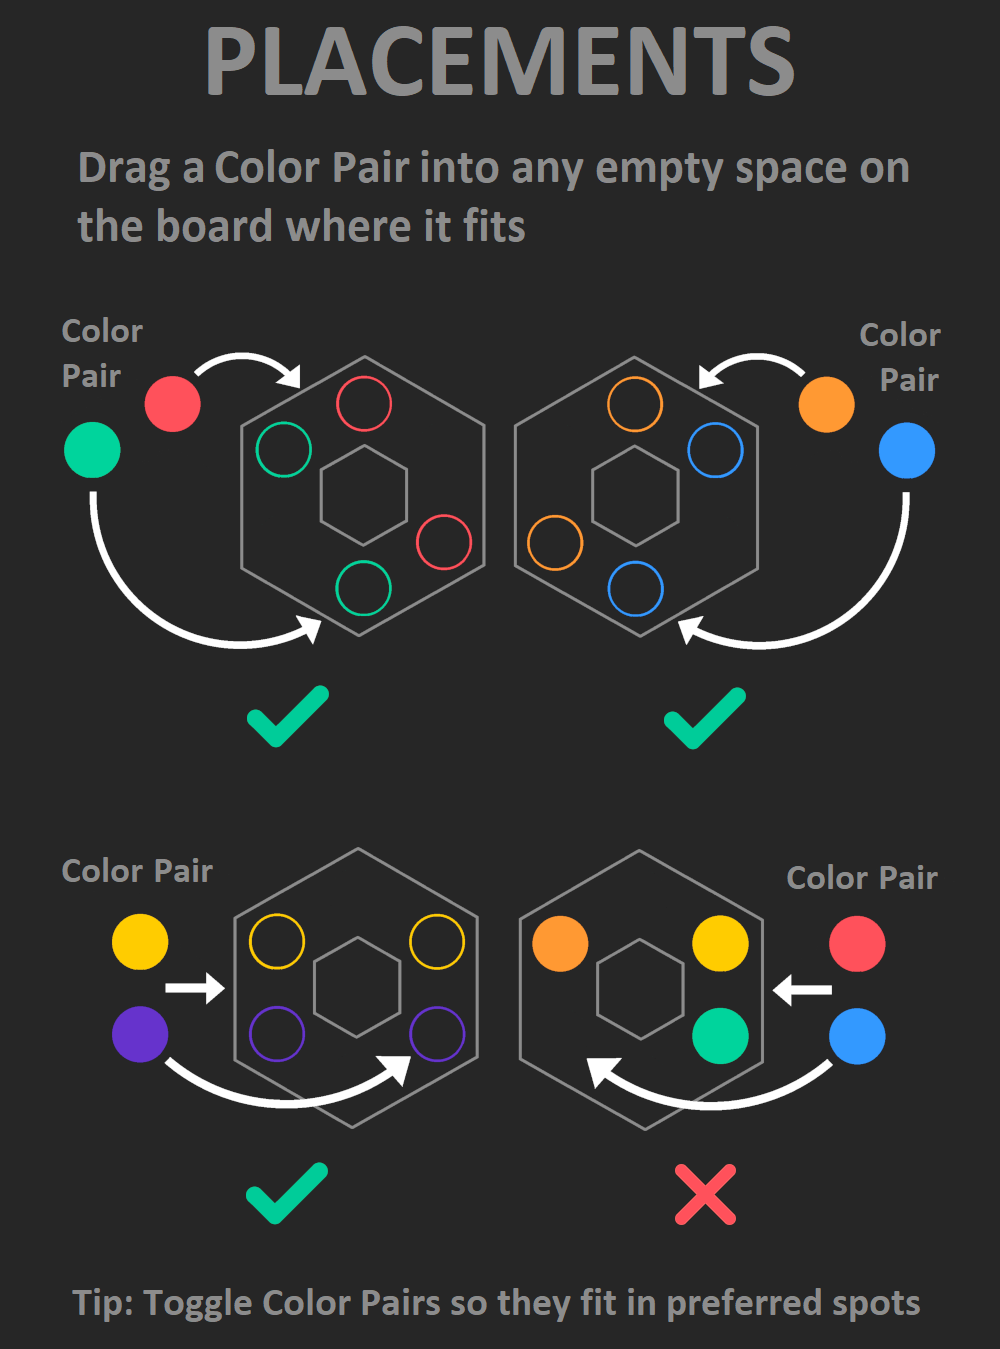 PLACEMENTS
Drag a Color Pair into any empty space on
the board where it fits
Color
Pair
Color
Pair
Color Pair
Color Pair
Tip: Toggle Color Pairs so they fit in preferred spots